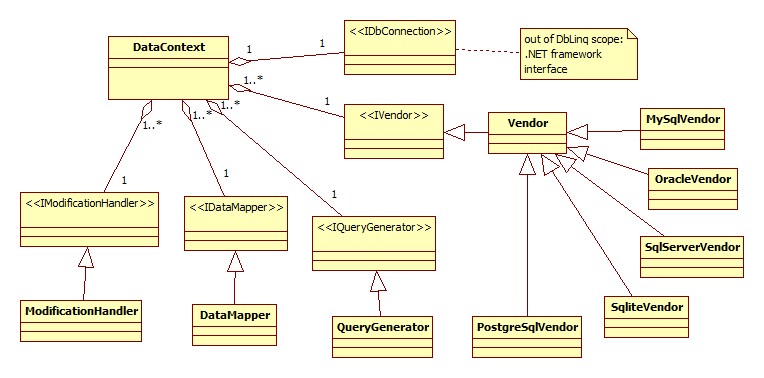 DataContext
<<IDbConnection>>
out of DbLinq scope:
.NET framework
interface
1
1
1..*
1..*
1..*
1..*
1
<<IVendor>>
Vendor
MySqlVendor
OracleVendor
SqlServerVendor
SqliteVendor
PostgreSqlVendor
1
1
1
<<IModificationHandler>>
<<IDataMapper>>
<<IQueryGenerator>>
ModificationHandler
DataMapper
QueryGenerator